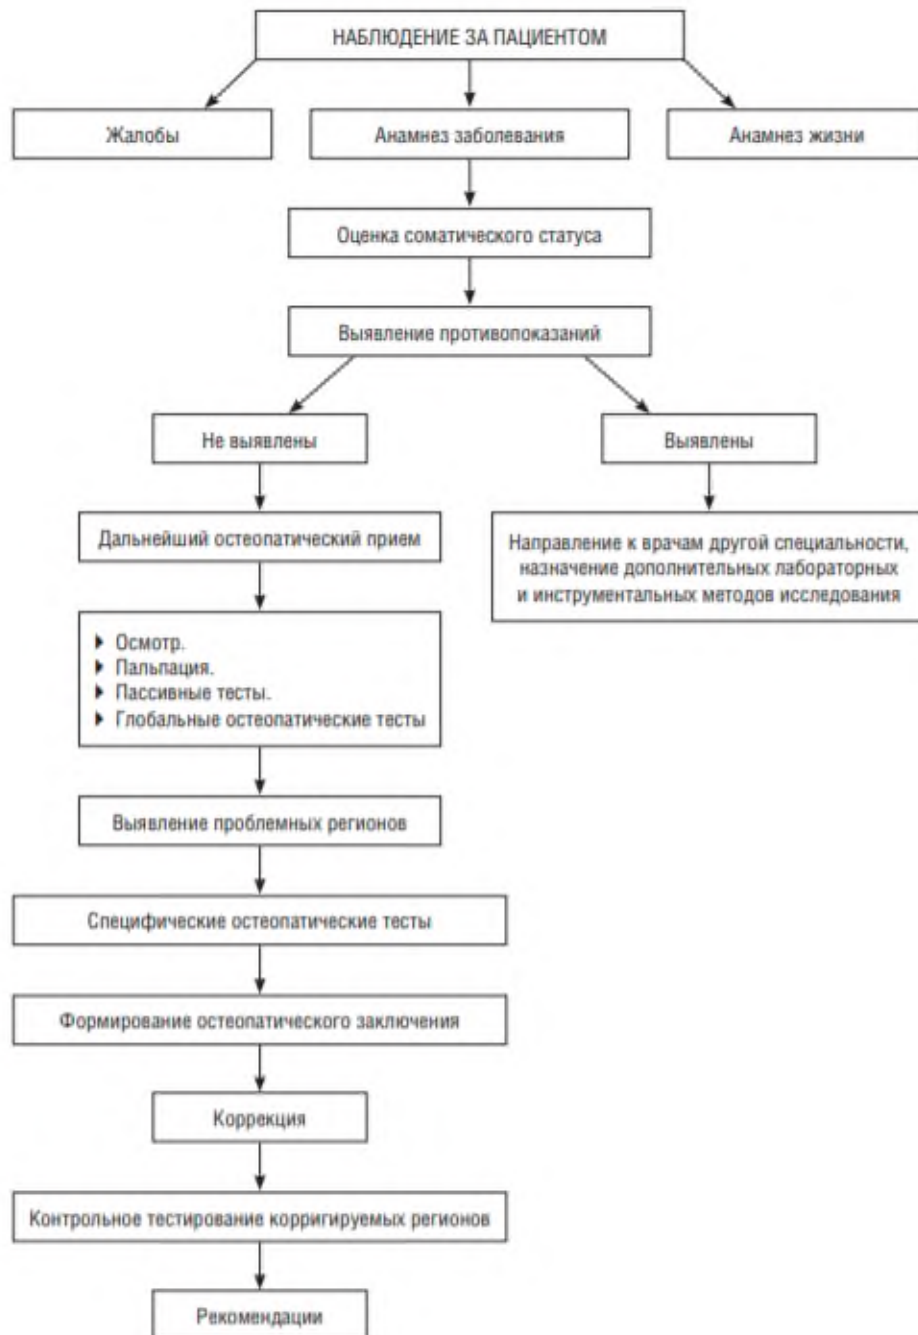 НАБЛЮДЕНИЕ ЗА ПАЦИЕНТОМ
Жалобы
Анамнез заболевания
Анамнез жизни
Оценка соматического статуса
Выявление противопоказаний
Не выявлены
Выявлены
Дальнейший остеопатический прием
Направление к врачам другой специальности,
назначение дополнительных лабораторных
и инструментальных методов исследования
Осмотр.
Пальпация.
Пассивные тесты.
Глобальные остеопатические тесты
Выявление проблемных регионов
Специфические остеопатические тесты
Формирование остеопатического заключения
Коррекция
Контрольное тестирование корригируемых регионов
Рекомендации